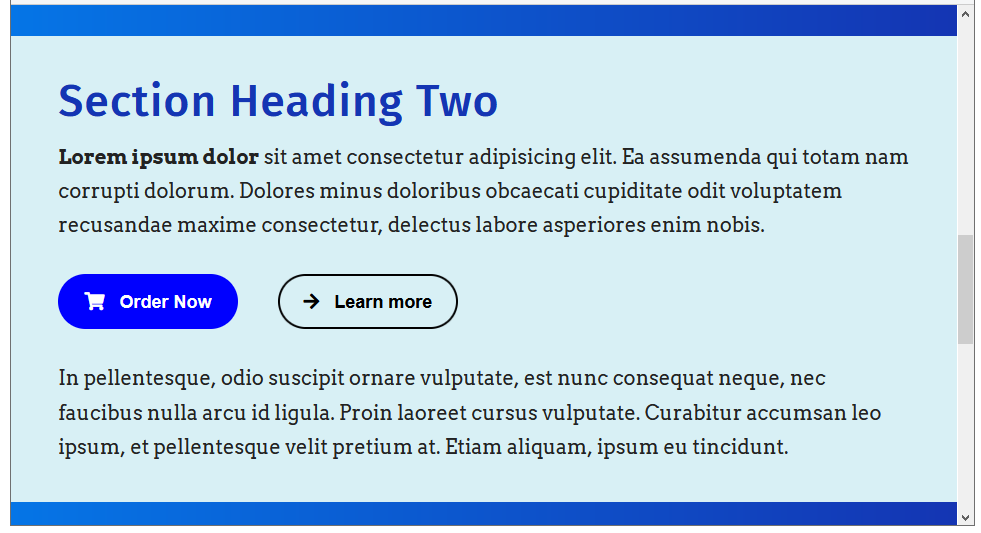 Section Heading Two
Lorem ipsum dolor sit amet consectetur adipisicing elit. Ea assumenda qui totam nam
corrupti dolorum. Dolores minus doloribus obcaecati cupiditate odit voluptatem
recusandae maxime consectetur, delectus labore asperiores enim nobis.
Order Now
Learn more
In pellentesque, odio suscipit ornare vulputate, est nunc consequat neque, nec
faucibus nulla arcu id ligula. Proin laoreet cursus vulputate. Curabitur accumsan leo
ipsum, et pellentesque velit pretium at. Etiam aliquam, ipsum eu tincidunt.